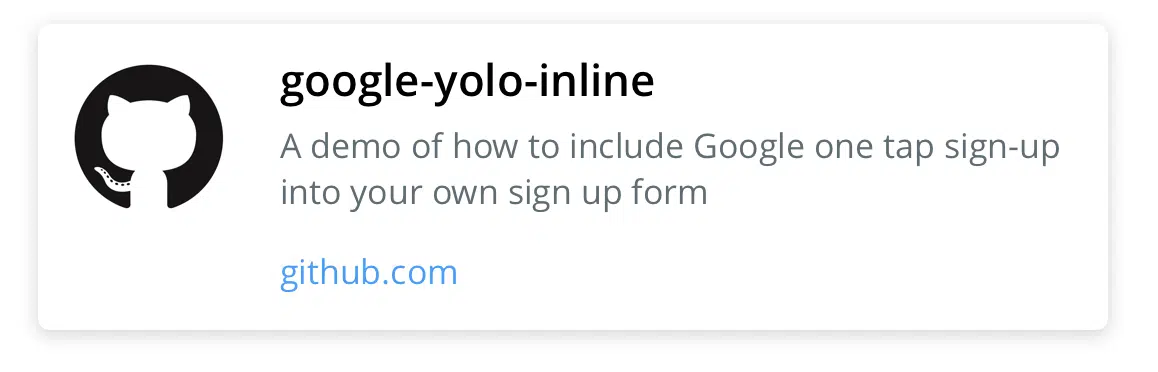 google-yolo-inline
A demo of how to include Google one tap sign-up
into your own sign up form
github.com